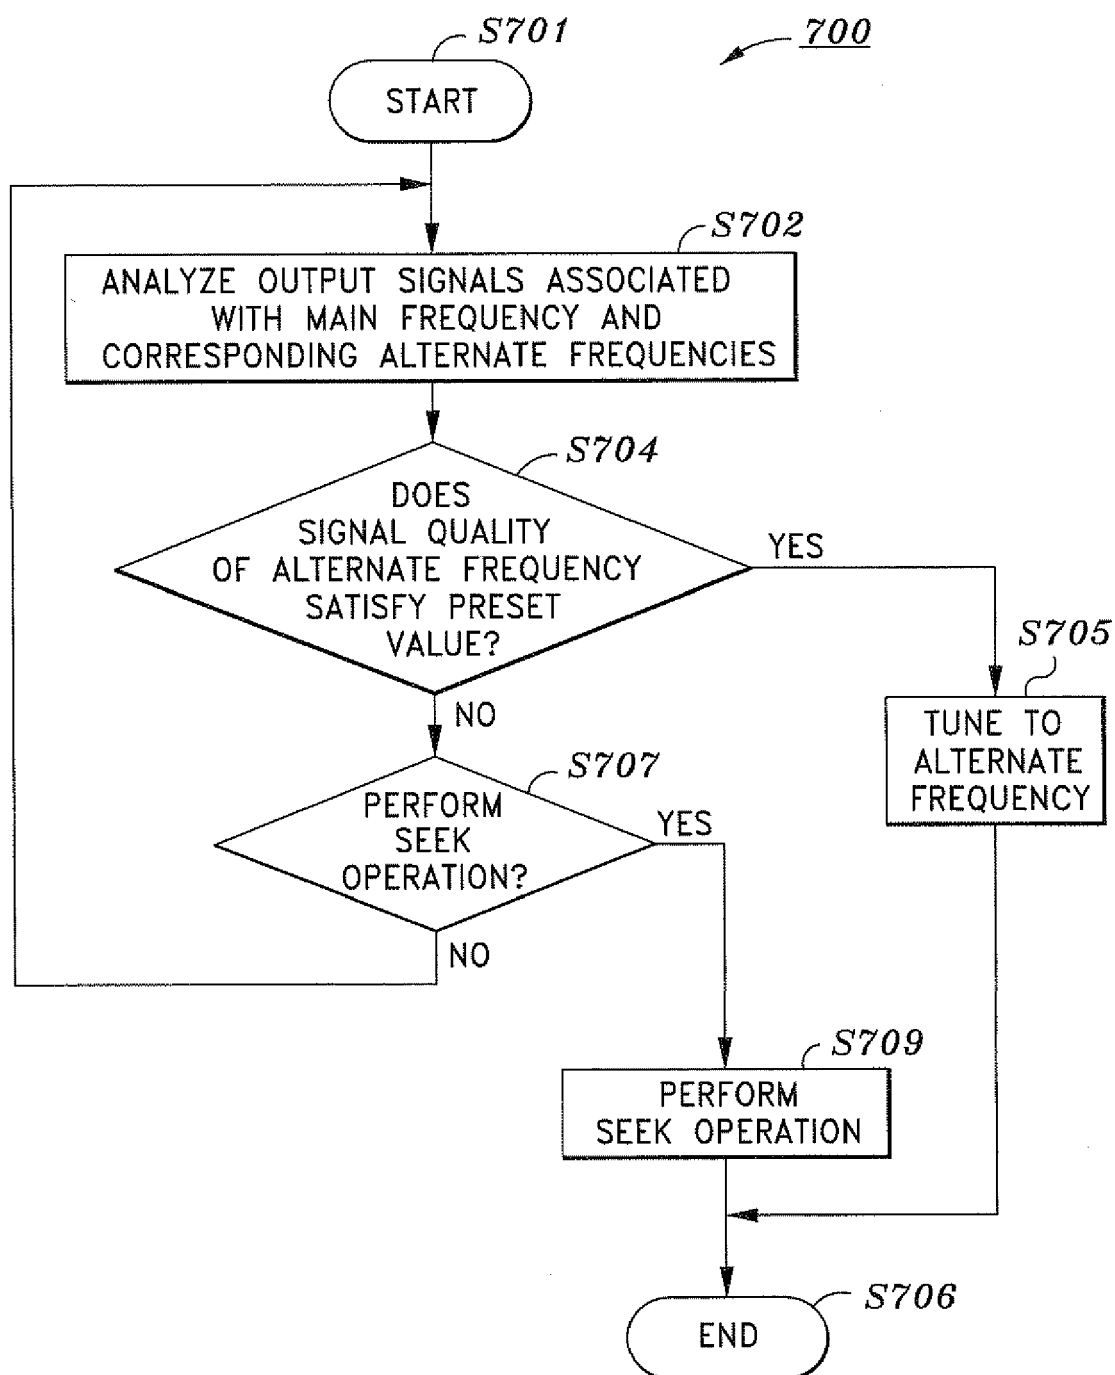 S701
700
START
S702
ANALYZE OUTPUT SIGNALS ASSOCIATED
WITH MAIN FREQUENCY AND
CORRESPONDING ALTERNATE FREQUENCIES
S704
DOES
SIGNAL QUALITY
OF ALTERNATE FREQUENCY
SATISFY PRESET
VALUE?
YES
S705
TUNE TO
ALTERNATE
FREQUENCY
NO
S707
PERFORM
SEEK
OPERATION?
YES
NO
S709
PERFORM
SEEK OPERATION
S706
END